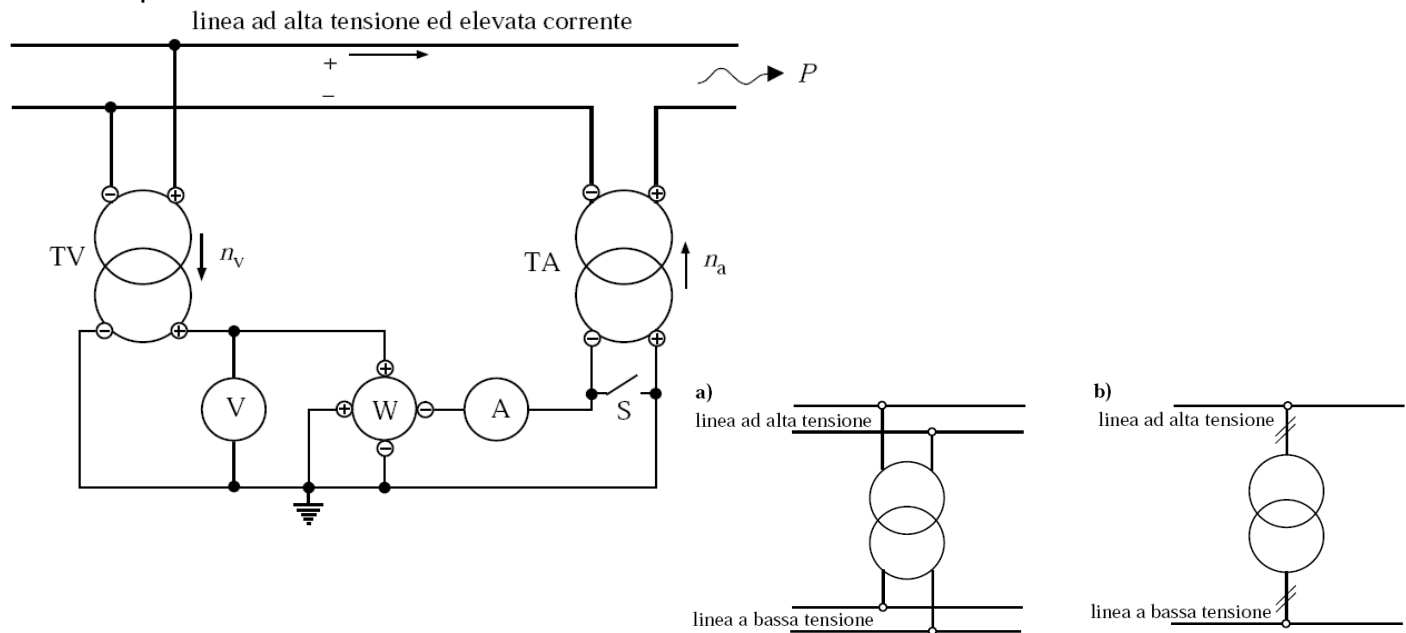 linea ad alta tensione ed elevata corrente
+
−
P
− +
− +
TV
n_v
TA
n_a
− +
− +
+
V
+ W −
A
S
−
a)
linea ad alta tensione
linea a bassa tensione
b)
linea ad alta tensione
linea a bassa tensione